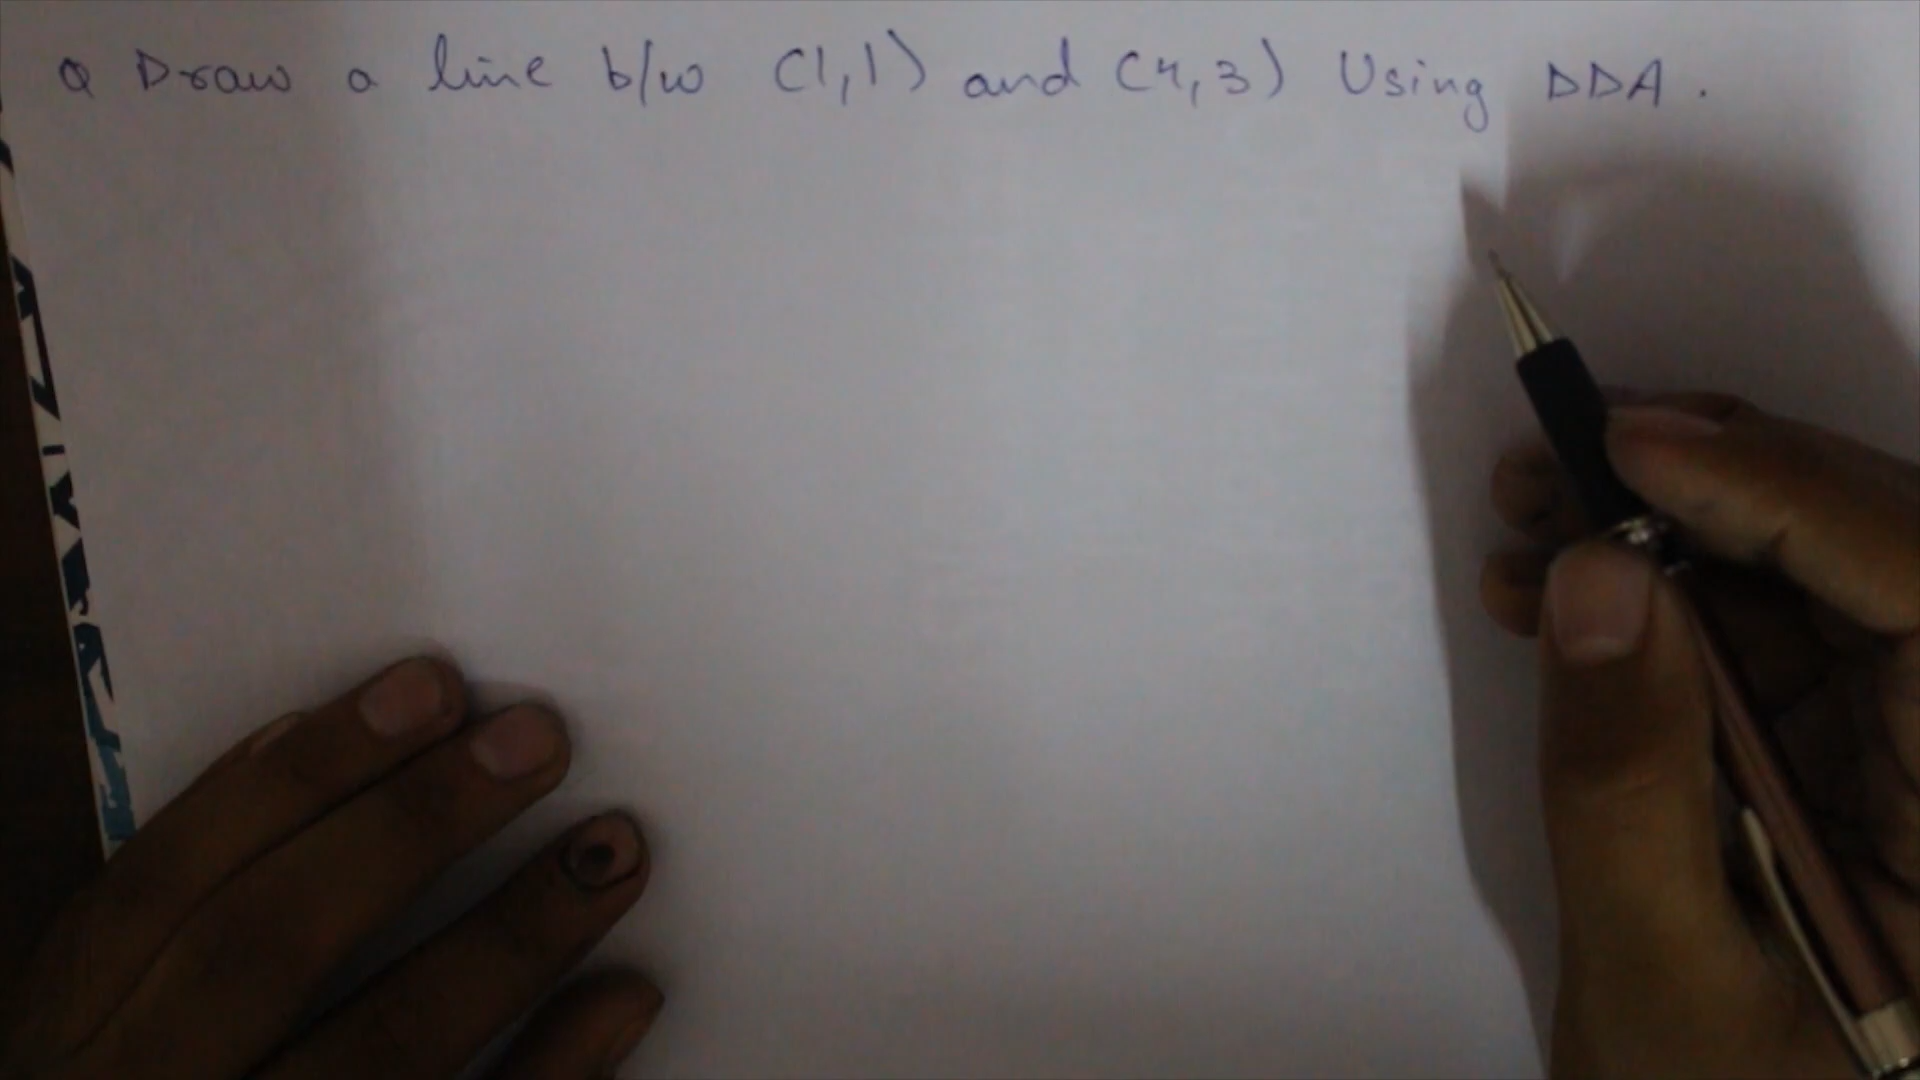 Q Draw a line b/w (1,1) and (4,3) Using DDA.